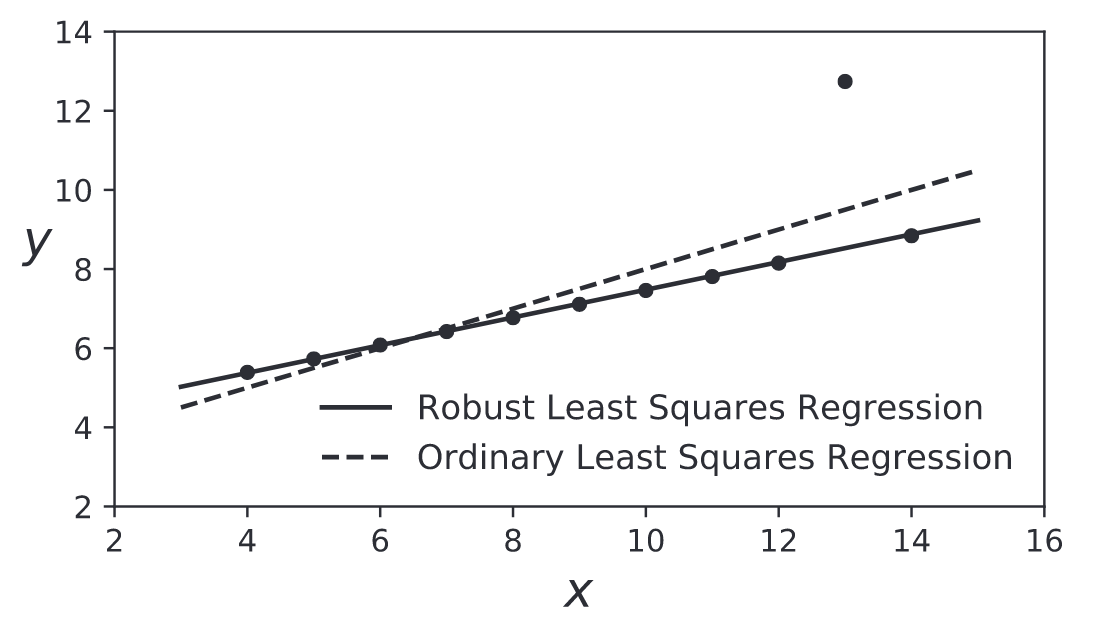 14
12
10
8
6
4
2
y
Robust Least Squares Regression
Ordinary Least Squares Regression
2 4 6 8 10 12 14 16
x